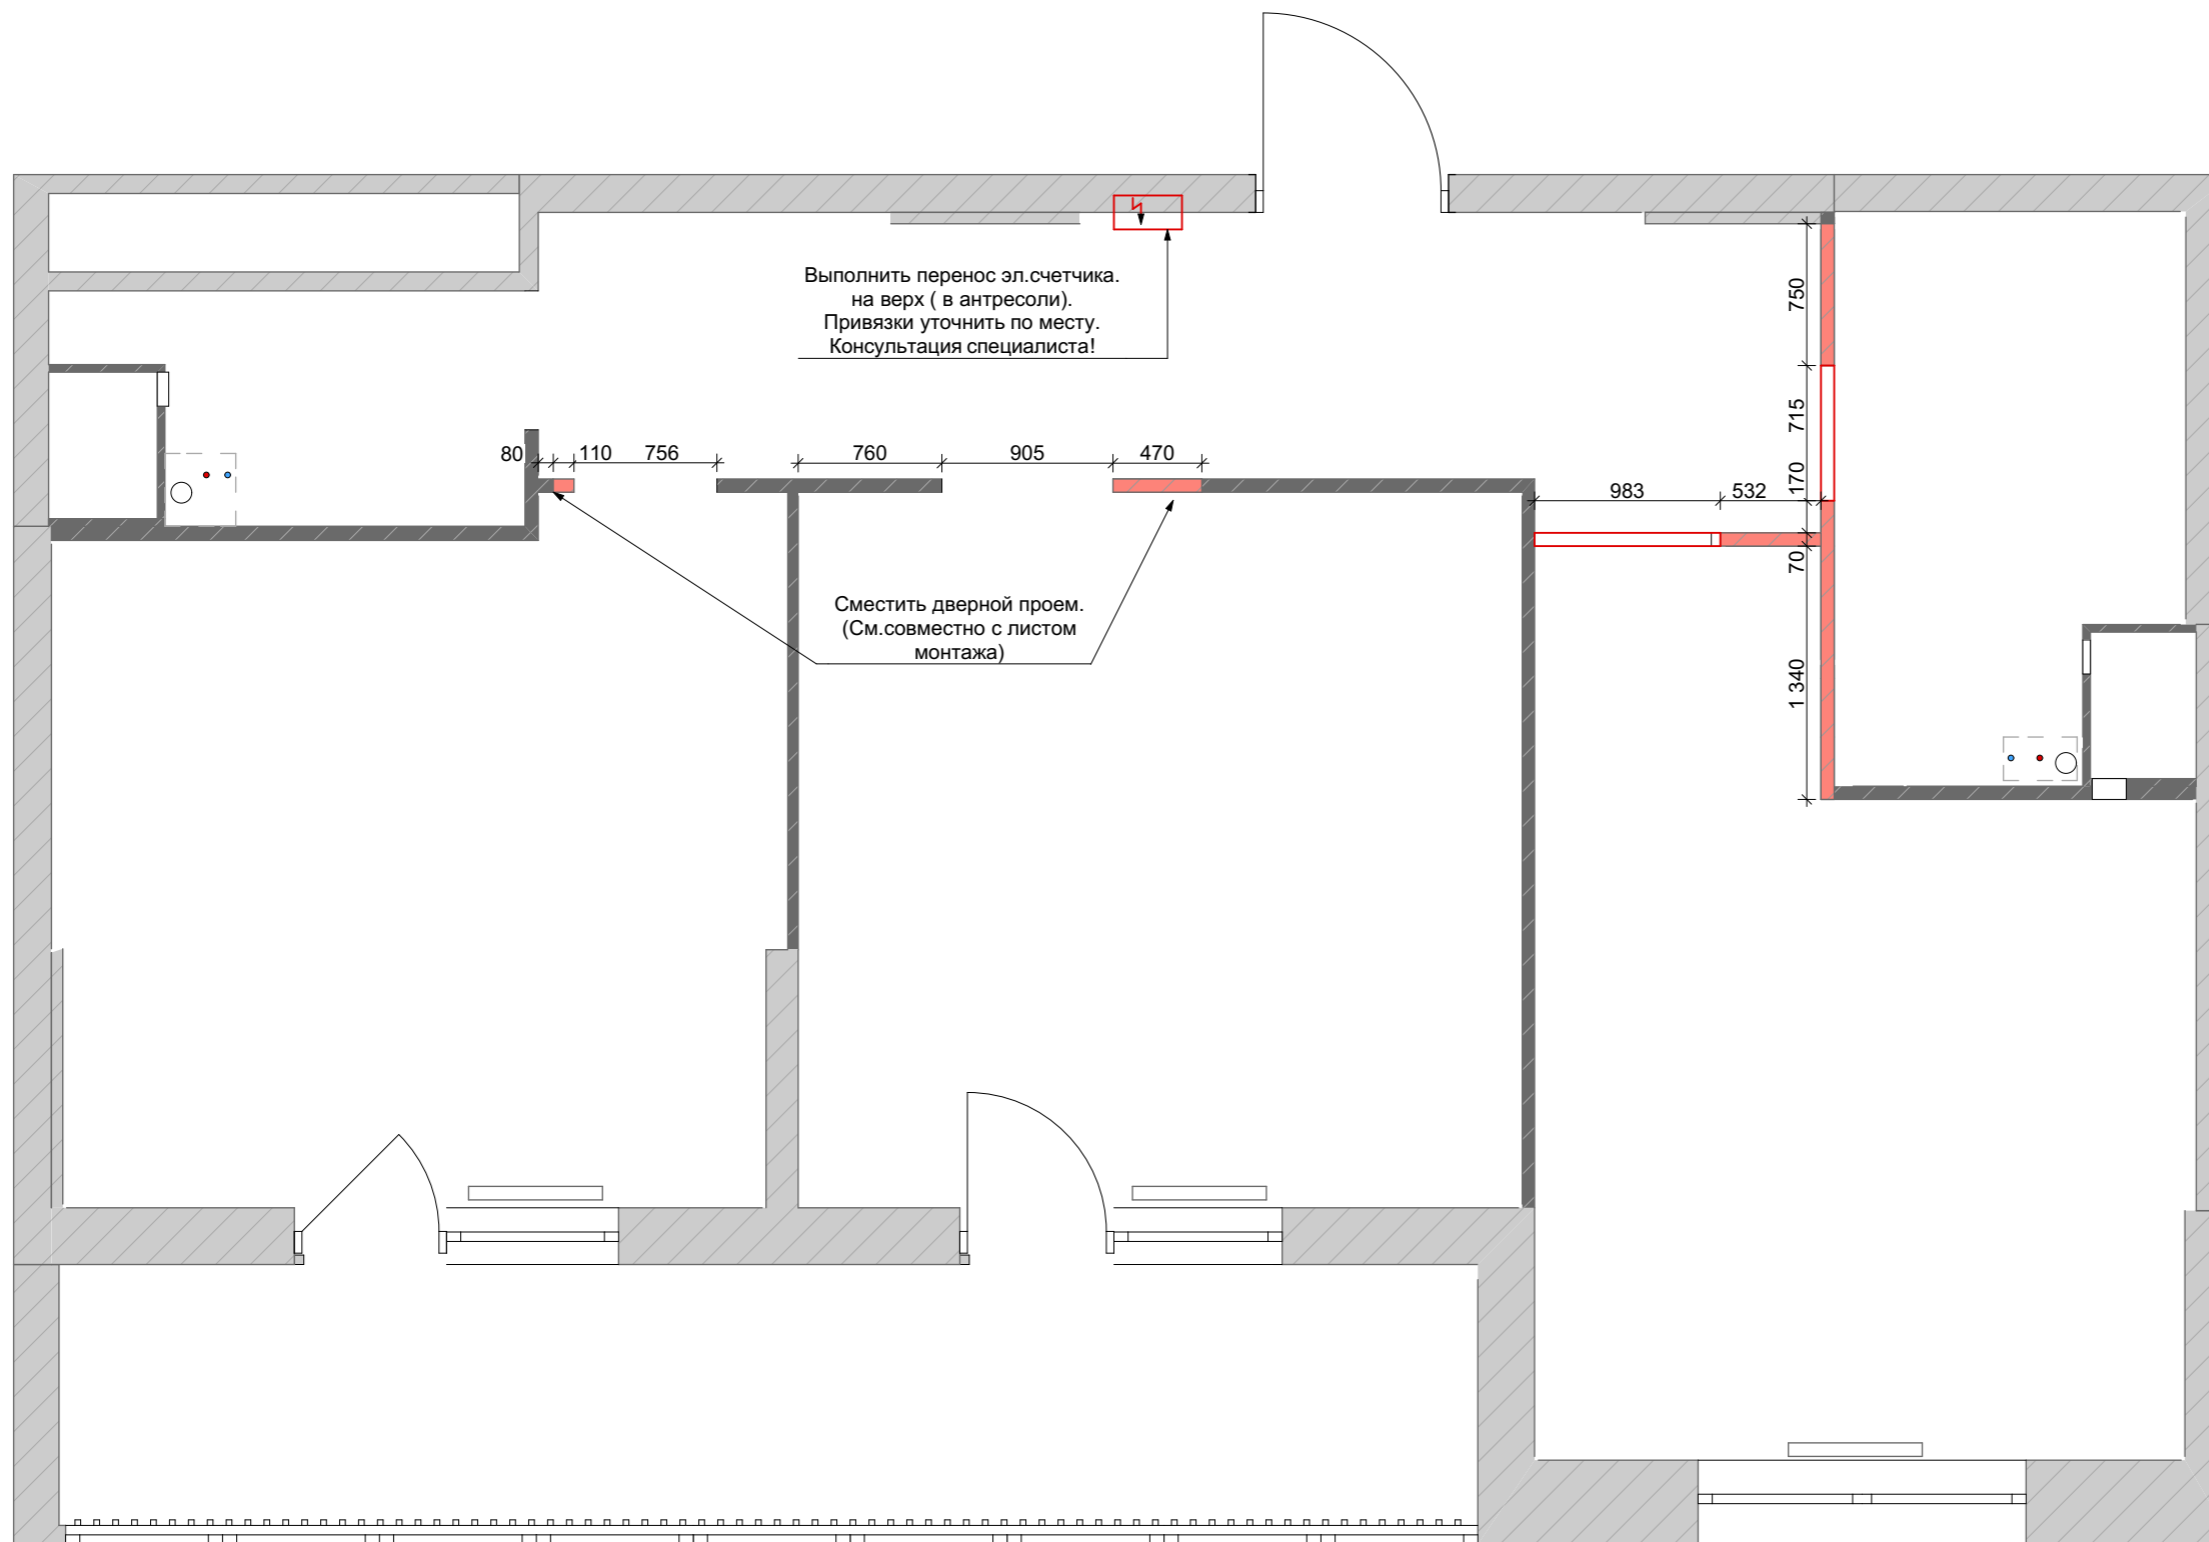 Выполнить перенос эл.счетчика.
на верх ( в антресоли).
Привязки уточнить по месту.
Консультация специалиста!
750
715
170
80
110
756
760
905
470
983
532
70
1 340
Сместить дверной проем.
(См.совместно с листом
монтажа)